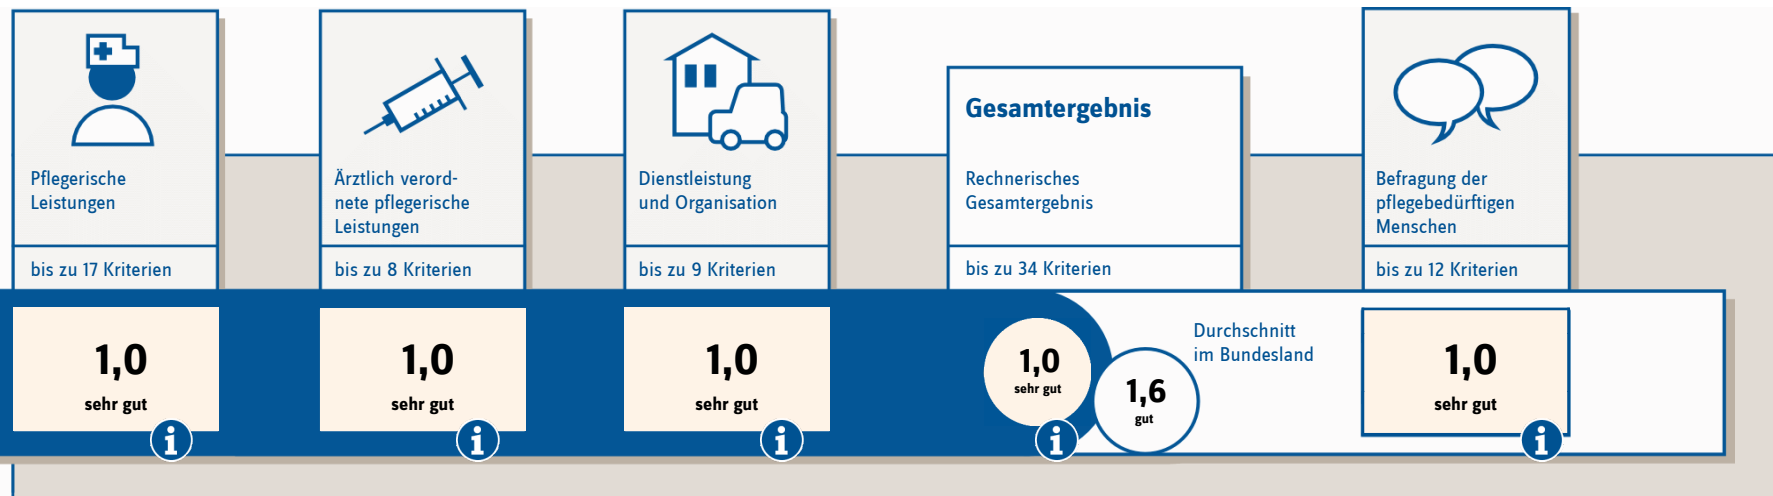 Pflegerische
Leistungen
bis zu 17 Kriterien
1,0
sehr gut
i
Ärztlich verord-
nete pflegerische
Leistungen
bis zu 8 Kriterien
1,0
sehr gut
i
Dienstleistung
und Organisation
bis zu 9 Kriterien
1,0
sehr gut
i
Gesamtergebnis
Rechnerisches
Gesamtergebnis
bis zu 34 Kriterien
1,0
sehr gut
i
1,6
gut
Durchschnitt
im Bundesland
Befragung der
pflegebedürftigen
Menschen
bis zu 12 Kriterien
1,0
sehr gut
i